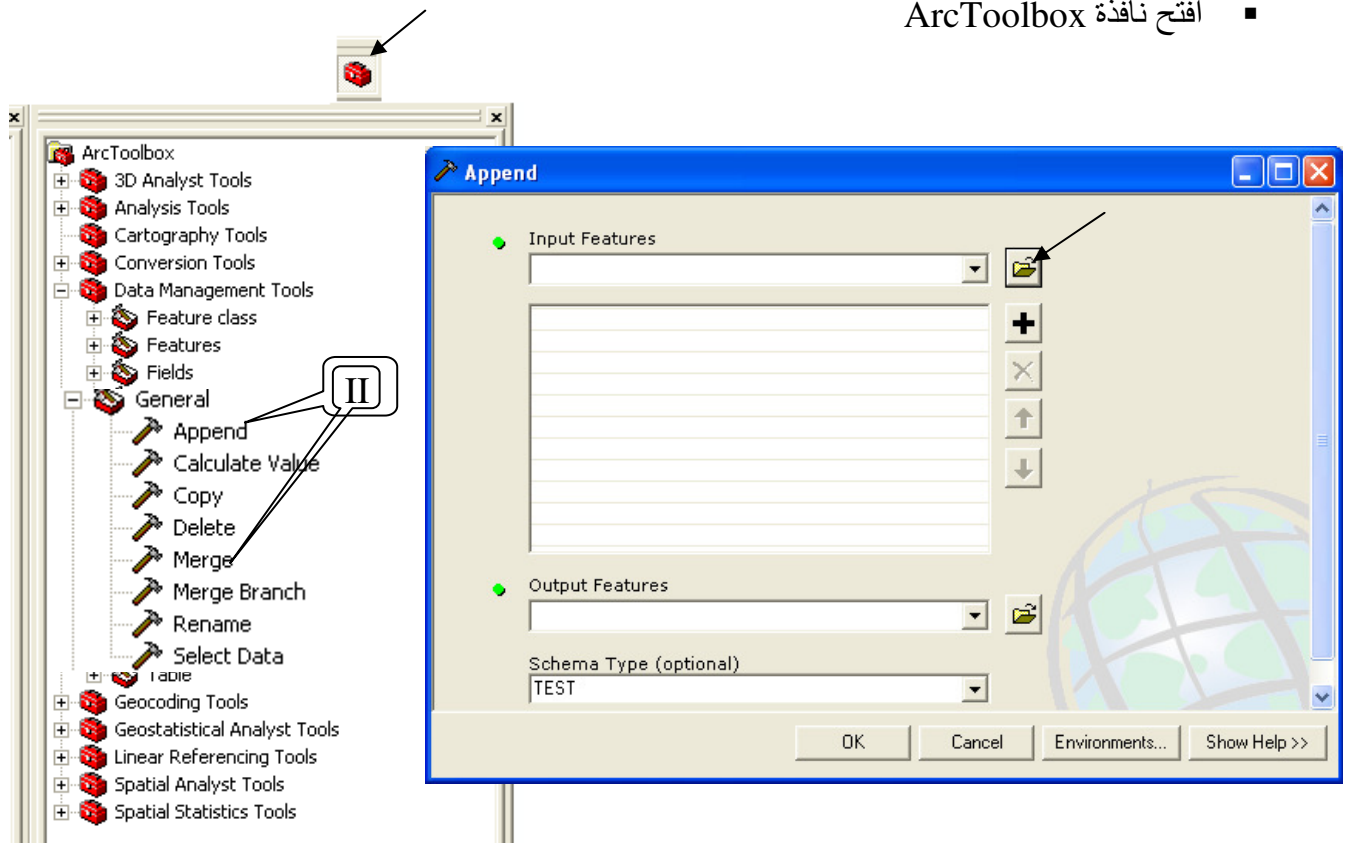 ▪ افتح نافذة ArcToolbox
ArcToolbox
3D Analyst Tools
Analysis Tools
Cartography Tools
Conversion Tools
Data Management Tools
Feature class
Features
Fields
General
Append
Calculate Value
Copy
Delete
Merge
Merge Branch
Rename
Select Data
Table
Geocoding Tools
Geostatistical Analyst Tools
Linear Referencing Tools
Spatial Analyst Tools
Spatial Statistics Tools
II
Append
Input Features
Output Features
Schema Type (optional)
TEST
OK Cancel Environments... Show Help >>